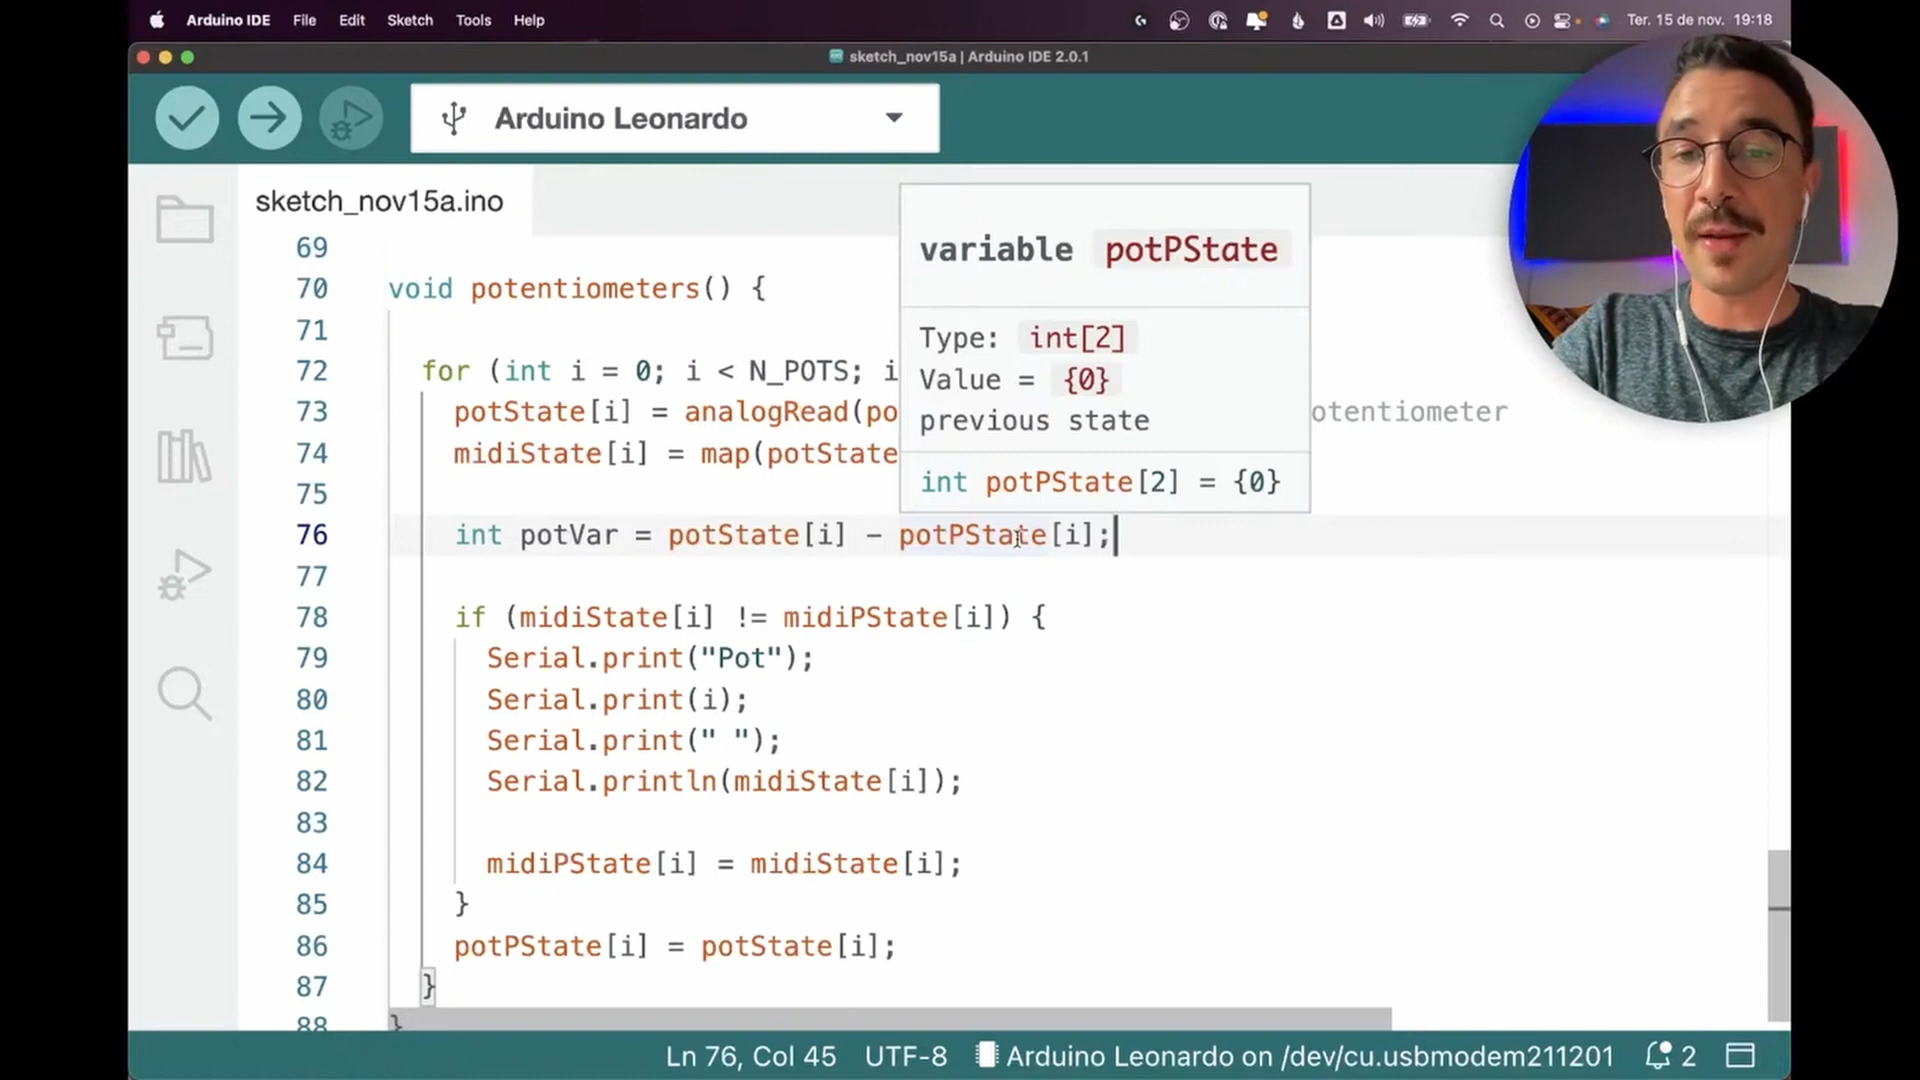 Arduino IDE File Edit Sketch Tools Help Ter. 15 de nov. 19:18
sketch_nov15a | Arduino IDE 2.0.1
Arduino Leonardo
sketch_nov15a.ino
69
70 void potentiometers() {
71
72 for (int i = 0; i < N_POTS; i
73 potState[i] = analogRead(po otentiometer
74 midiState[i] = map(potState
75
76 int potVar = potState[i] - potPState[i];
77
78 if (midiState[i] != midiPState[i]) {
79 Serial.print("Pot");
80 Serial.print(i);
81 Serial.print(" ");
82 Serial.println(midiState[i]);
83
84 midiPState[i] = midiState[i];
85 }
86 potPState[i] = potState[i];
87 }
88 }
variable potPState
Type: int[2]
Value = {0}
previous state
int potPState[2] = {0}
Ln 76, Col 45 UTF-8 Arduino Leonardo on /dev/cu.usbmodem211201 2